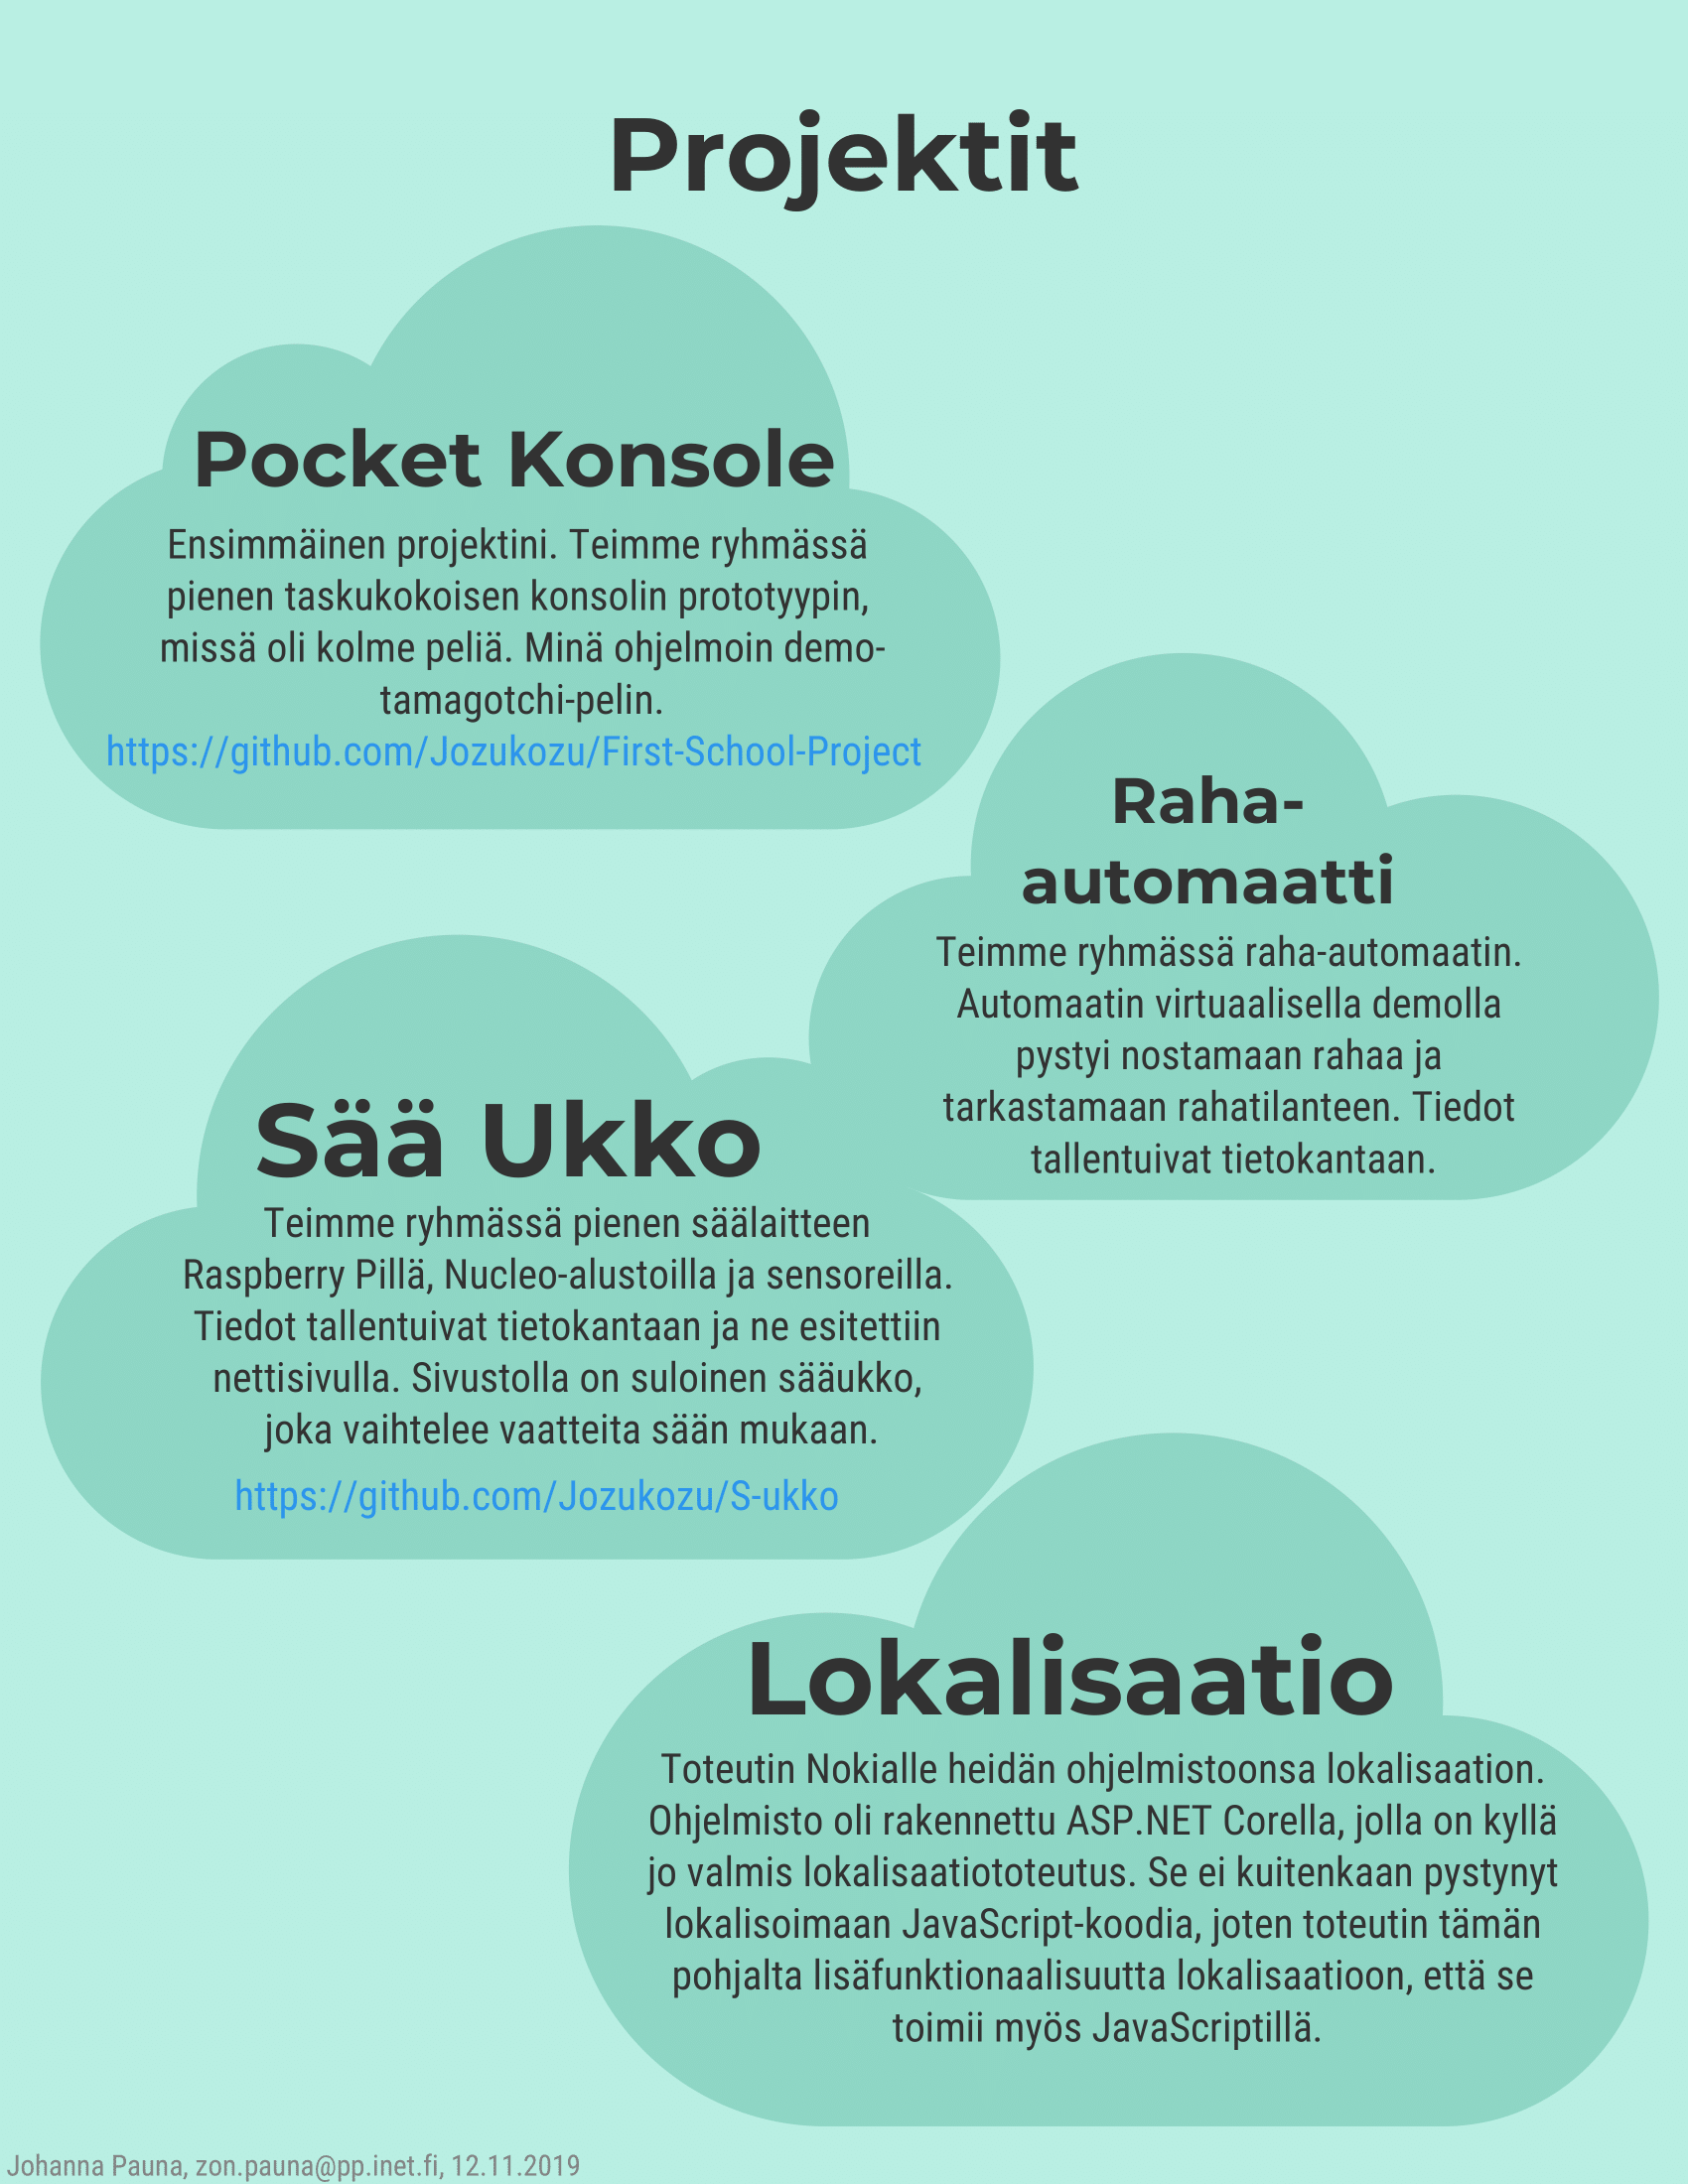 Projektit
Pocket Konsole
Ensimmäinen projektini. Teimme ryhmässä
pienen taskukokoisen konsolin prototyypin,
missä oli kolme peliä. Minä ohjelmoin demo-
tamagotchi-pelin.
https://github.com/Jozukozu/First-School-Project
Raha-
automaatti
Teimme ryhmässä raha-automaatin.
Automaatin virtuaalisella demolla
pystyi nostamaan rahaa ja
tarkastamaan rahatilanteen. Tiedot
tallentuivat tietokantaan.
Sää Ukko
Teimme ryhmässä pienen säälaitteen
Raspberry Pillä, Nucleo-alustoilla ja sensoreilla.
Tiedot tallentuivat tietokantaan ja ne esitettiin
nettisivulla. Sivustolla on suloinen sääukko,
joka vaihtelee vaatteita sään mukaan.
https://github.com/Jozukozu/S-ukko
Lokalisaatio
Toteutin Nokialle heidän ohjelmistoonsa lokalisaation.
Ohjelmisto oli rakennettu ASP.NET Corella, jolla on kyllä
jo valmis lokalisaatiototeutus. Se ei kuitenkaan pystynyt
lokalisoimaan JavaScript-koodia, joten toteutin tämän
pohjalta lisäfunktionaalisuutta lokalisaatioon, että se
toimii myös JavaScriptillä.
Johanna Pauna, zon.pauna@pp.inet.fi, 12.11.2019